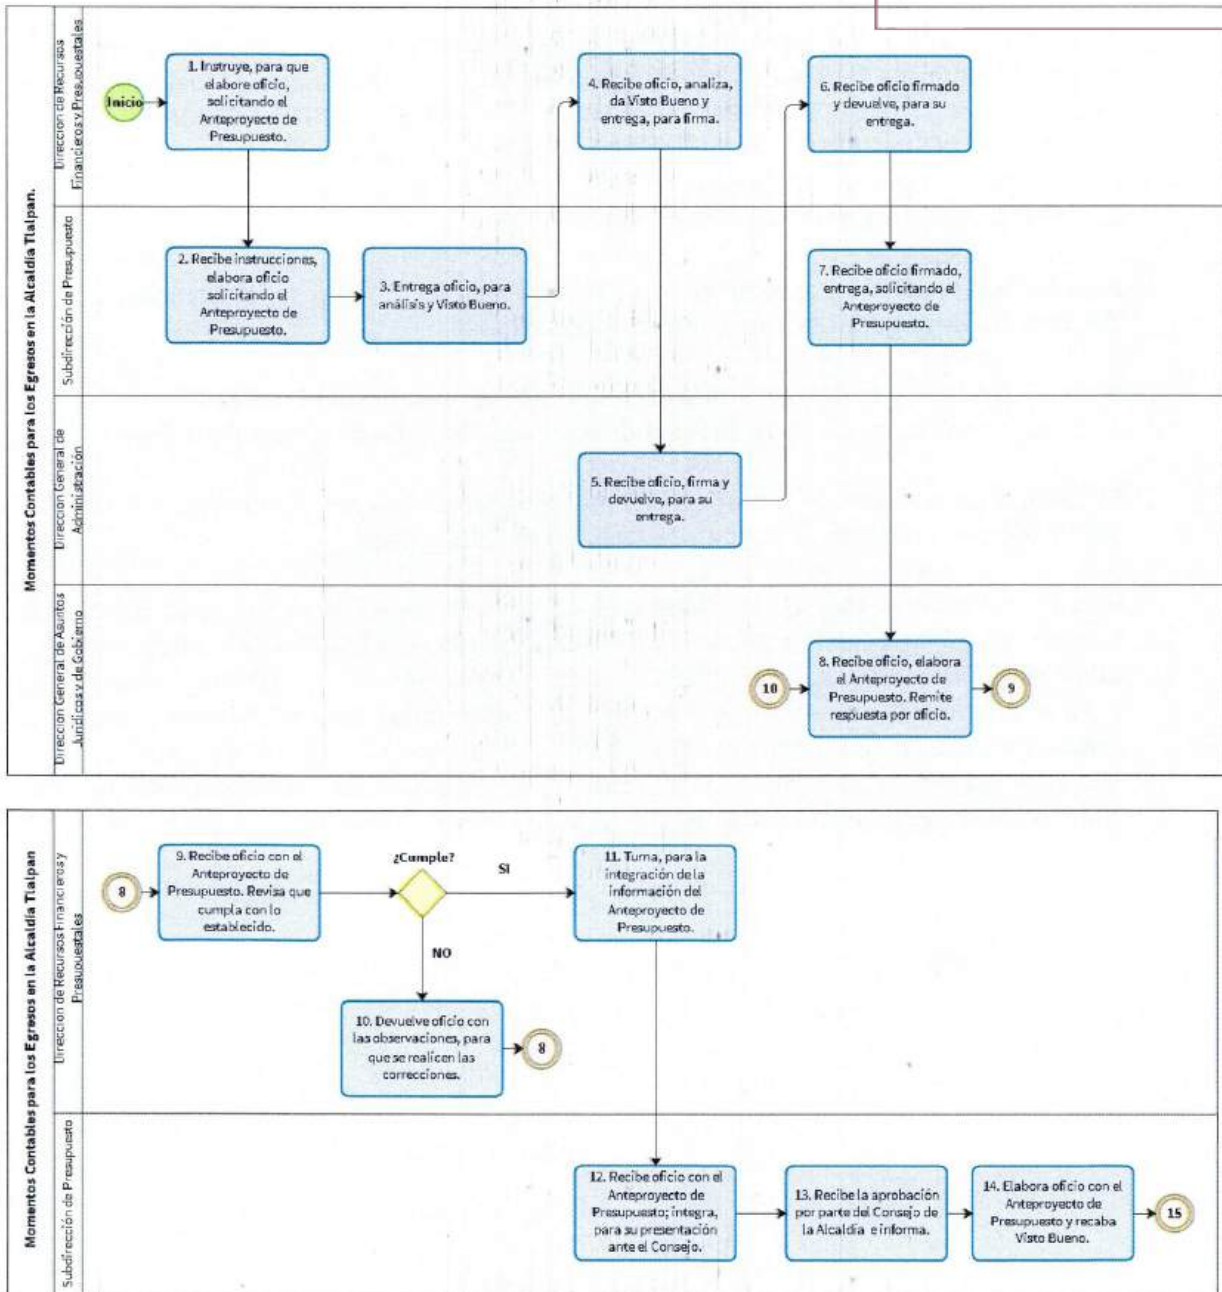 Momentos Contables para los Egresos en la Alcaldía Tlalpan.
Direccion de Recursos
Financieros y Presupuestales
Inicio
1. Instruye, para que
elabore oficio,
solicitando el
Anteproyecto de
Presupuesto.
4. Recibe oficio, analiza,
da Visto Bueno y
entrega, para firma.
6. Recibe oficio firmado
y devuelve, para su
entrega.
Subdirección de Presupuesto
2. Recibe instrucciones,
elabora oficio
solicitando el
Anteproyecto de
Presupuesto.
3. Entrega oficio, para
análisis y Visto Bueno.
7. Recibe oficio firmado,
entrega, solicitando el
Anteproyecto de
Presupuesto.
Direccion General de
Administración
5. Recibe oficio, firma y
devuelve, para su
entrega.
Direccion General de Asuntos
Jurídicos y de Gobierno
10
8. Recibe oficio, elabora
el Anteproyecto de
Presupuesto. Remite
respuesta por oficio.
9
Momentos Contables para los Egresos en la Alcaldía Tlalpan
Direccion de Recursos Financieros y
Presupuestales
8
9. Recibe oficio con el
Anteproyecto de
Presupuesto. Revisa que
cumpla con lo
establecido.
¿Cumple?
SI
NO
11. Turna, para la
integración de la
información del
Anteproyecto de
Presupuesto.
10. Devuelve oficio con
las observaciones, para
que se realicen las
correcciones.
8
Subdirección de Presupuesto
12. Recibe oficio con el
Anteproyecto de
Presupuesto; integra,
para su presentación
ante el Consejo.
13. Recibe la aprobación
por parte del Consejo de
la Alcaldía e informa.
14. Elabora oficio con el
Anteproyecto de
Presupuesto y recaba
Visto Bueno.
15